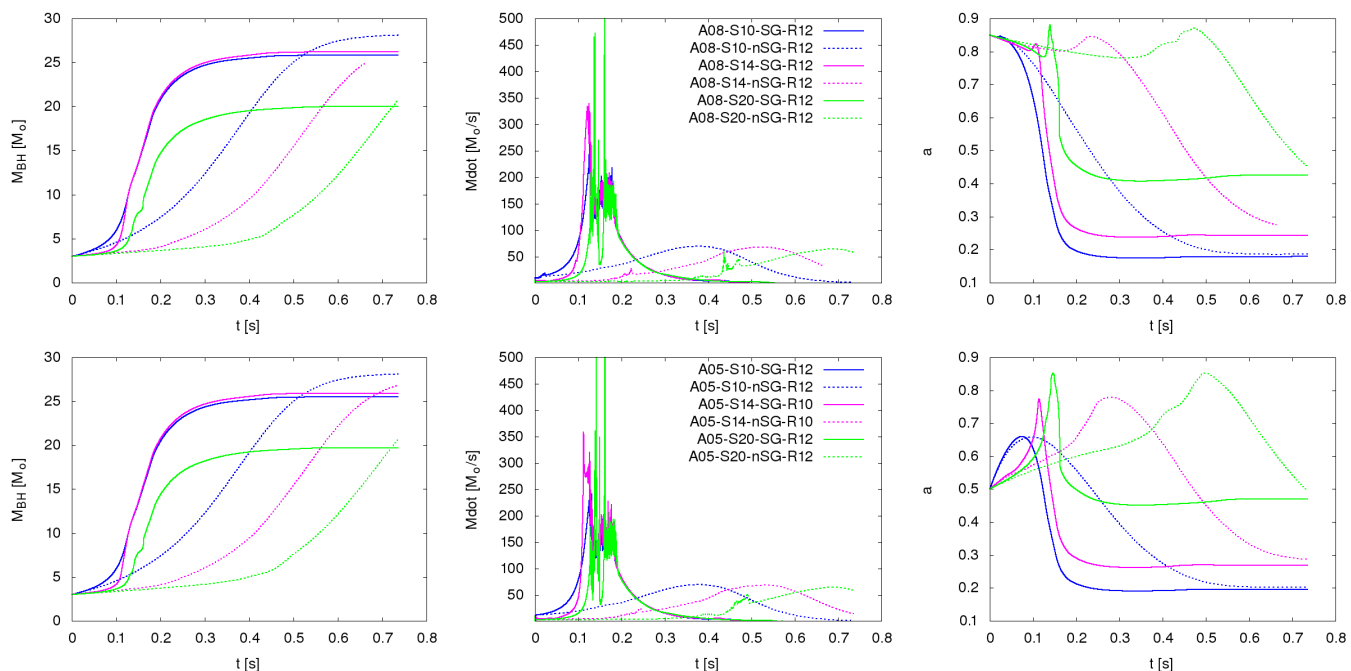 30
25
20
15
10
5
0
M_BH [M_o]
0 0.1 0.2 0.3 0.4 0.5 0.6 0.7 0.8
t [s]
500
450
400
350
300
250
200
150
100
50
Mdot [M_o/s]
A08-S10-SG-R12
A08-S10-nSG-R12
A08-S14-SG-R12
A08-S14-nSG-R12
A08-S20-SG-R12
A08-S20-nSG-R12
0 0.1 0.2 0.3 0.4 0.5 0.6 0.7 0.8
t [s]
0.9
0.8
0.7
0.6
0.5
0.4
0.3
0.2
0.1
a
0 0.1 0.2 0.3 0.4 0.5 0.6 0.7 0.8
t [s]
30
25
20
15
10
5
0
M_BH [M_o]
0 0.1 0.2 0.3 0.4 0.5 0.6 0.7 0.8
t [s]
500
450
400
350
300
250
200
150
100
50
Mdot [M_o/s]
A05-S10-SG-R12
A05-S10-nSG-R12
A05-S14-SG-R10
A05-S14-nSG-R10
A05-S20-SG-R12
A05-S20-nSG-R12
0 0.1 0.2 0.3 0.4 0.5 0.6 0.7 0.8
t [s]
0.9
0.8
0.7
0.6
0.5
0.4
0.3
0.2
0.1
a
0 0.1 0.2 0.3 0.4 0.5 0.6 0.7 0.8
t [s]